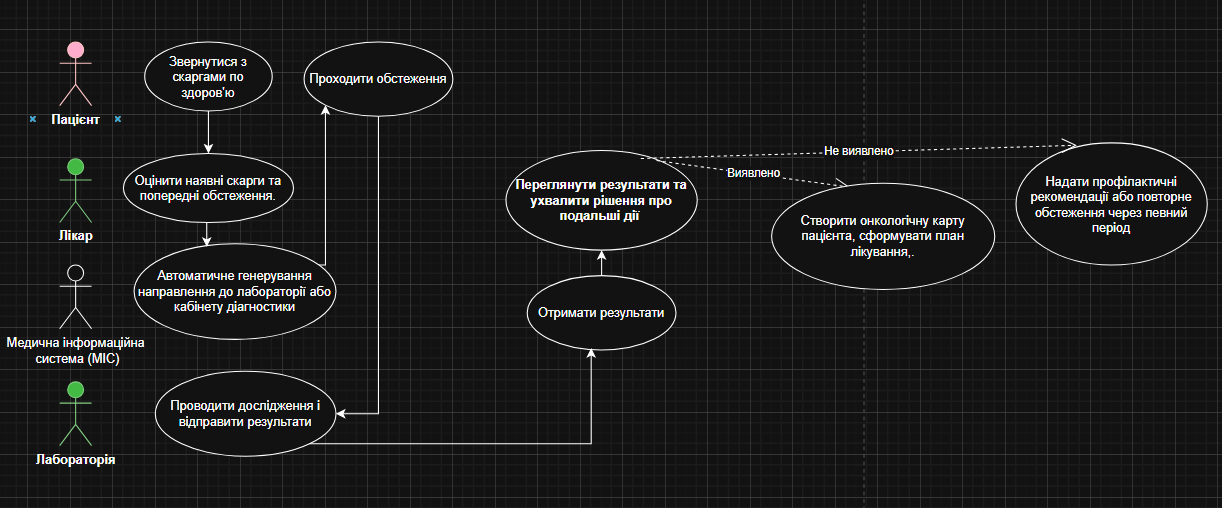 Пацієнт
Звернутися з
скаргами по
здоров'ю
Проходити обстеження
Лікар
Оцінити наявні скарги та
попередні обстеження.
Переглянути результати та
ухвалити рішення про
подальші дії
Не виявлено
Виявлено
Створити онкологічну карту
пацієнта, сформувати план
лікування,.
Надати профілактичні
рекомендації або повторне
обстеження через певний
період
Медична інформаційна
система (МІС)
Автоматичне генерування
направлення до лабораторії або
кабінету діагностики
Отримати результати
Лабораторія
Проводити дослідження і
відправити результати